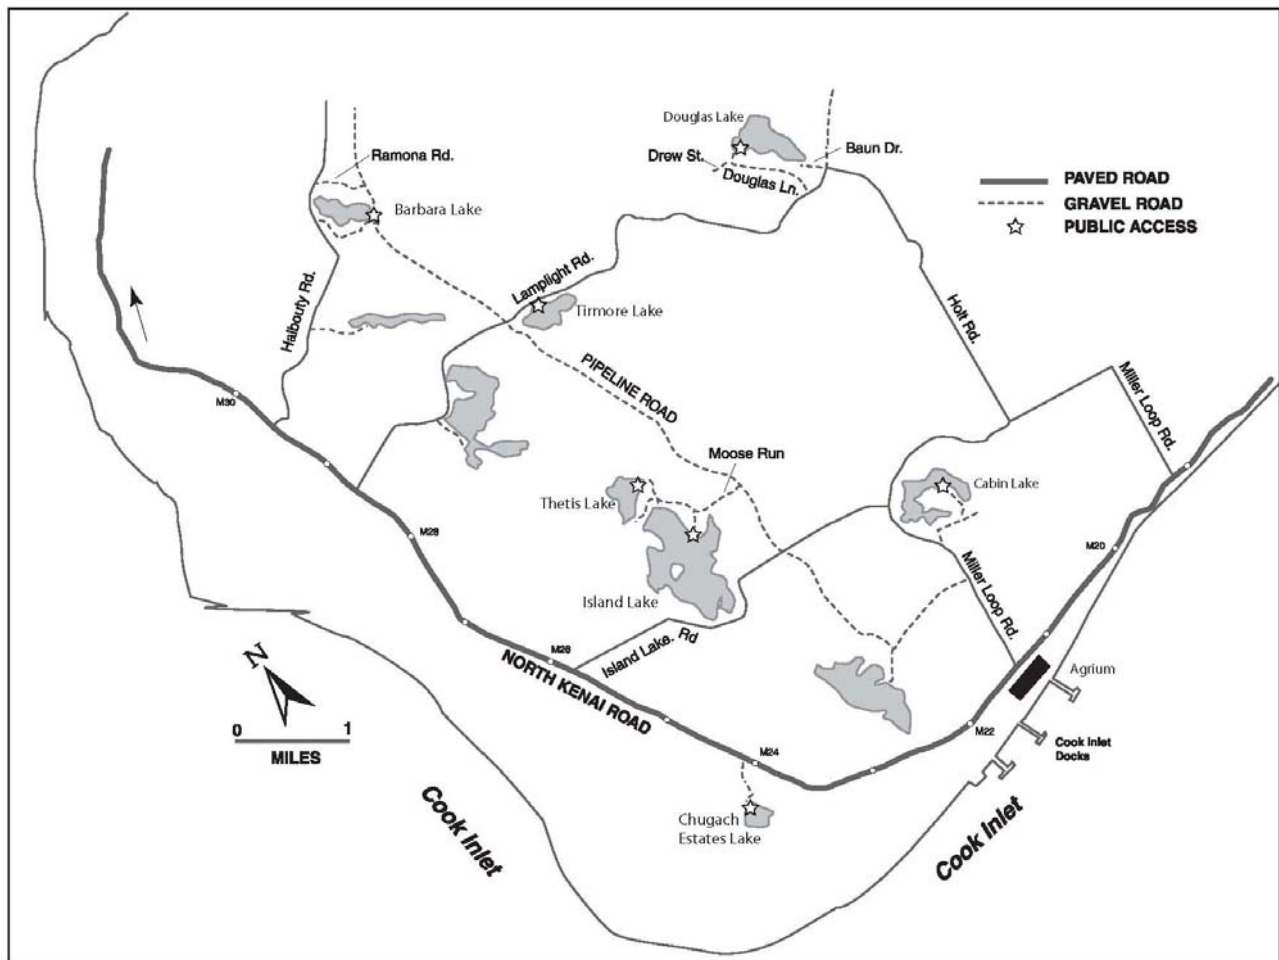 Douglas Lake
Ramona Rd.
Drew St.
Baun Dr.
Douglas Ln.
PAVED ROAD
GRAVEL ROAD
PUBLIC ACCESS
Barbara Lake
Halbouty Rd.
Lamplight Rd.
Tirmore Lake
Holt Rd.
PIPELINE ROAD
Miller Loop Rd.
M30
Moose Run
Thetis Lake
Cabin Lake
M28
M20
Island Lake
Miller Loop Rd.
Island Lake. Rd
M26
NORTH KENAI ROAD
Agrium
N
0 1
MILES
M22
M24
Cook Inlet
Docks
Chugach
Estates Lake
Cook Inlet
Cook Inlet